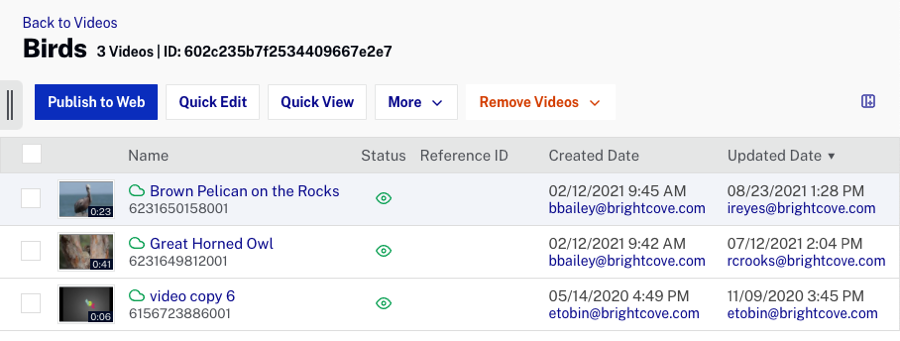 Back to Videos
Birds 3 Videos | ID: 602c235b7f2534409667e2e7
Publish to Web Quick Edit Quick View More Remove Videos
Name Status Reference ID Created Date Updated Date
Brown Pelican on the Rocks 02/12/2021 9:45 AM 08/23/2021 1:28 PM
0:23 6231650158001 bbailey@brightcove.com ireyes@brightcove.com
Great Horned Owl 02/12/2021 9:42 AM 07/12/2021 2:04 PM
0:41 6231649812001 bbailey@brightcove.com rcrooks@brightcove.com
video copy 6 05/14/2020 4:49 PM 11/09/2020 3:45 PM
0:06 6156723886001 etobin@brightcove.com etobin@brightcove.com